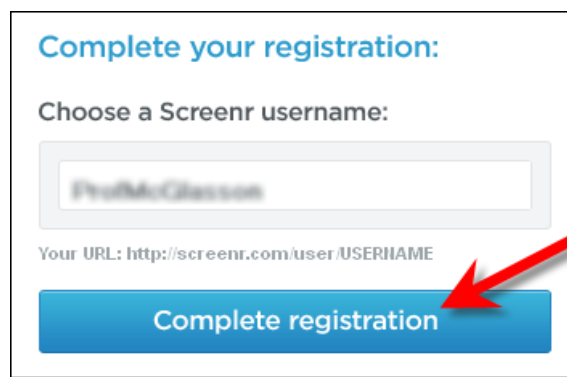 Complete your registration:
Choose a Screenr username:
Your URL: http://screenr.com/user/USERNAME
Complete registration